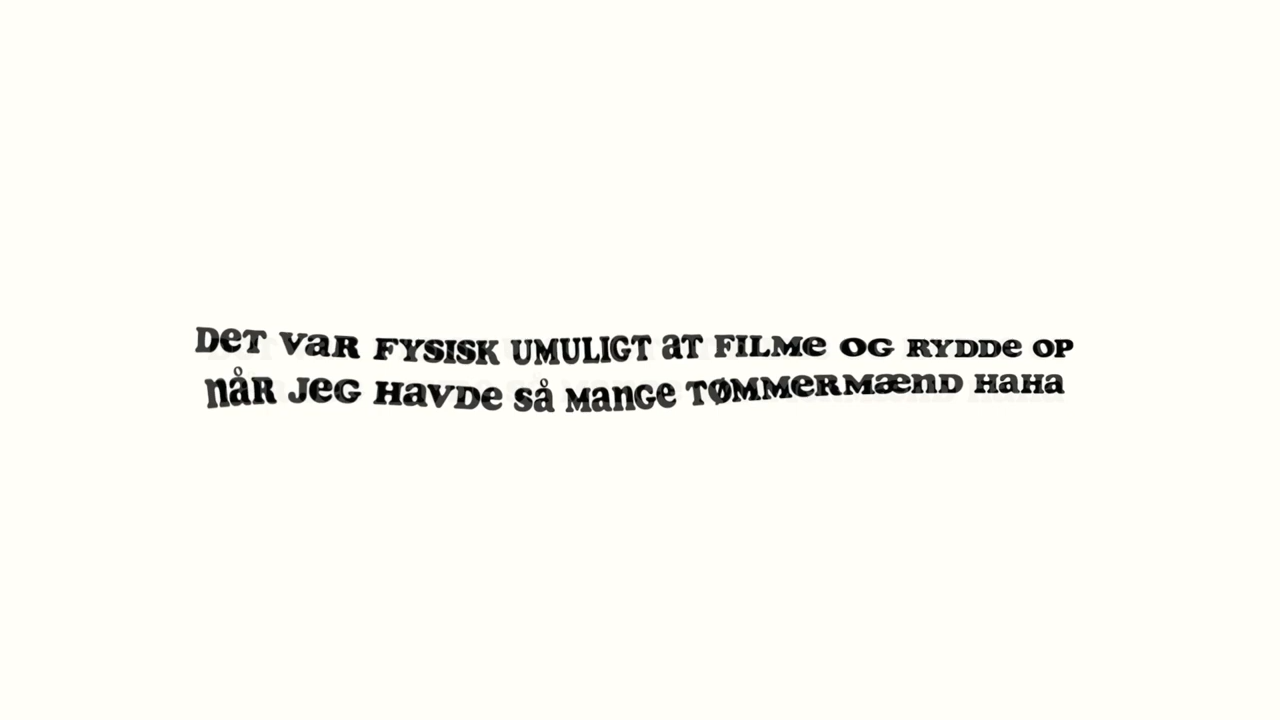 DeT VaR FYSISK UMULIGT aT FILMe OG RYDDe OP
nåR JeG HaVDe Så ManGe TØMMeRMænD HaHa